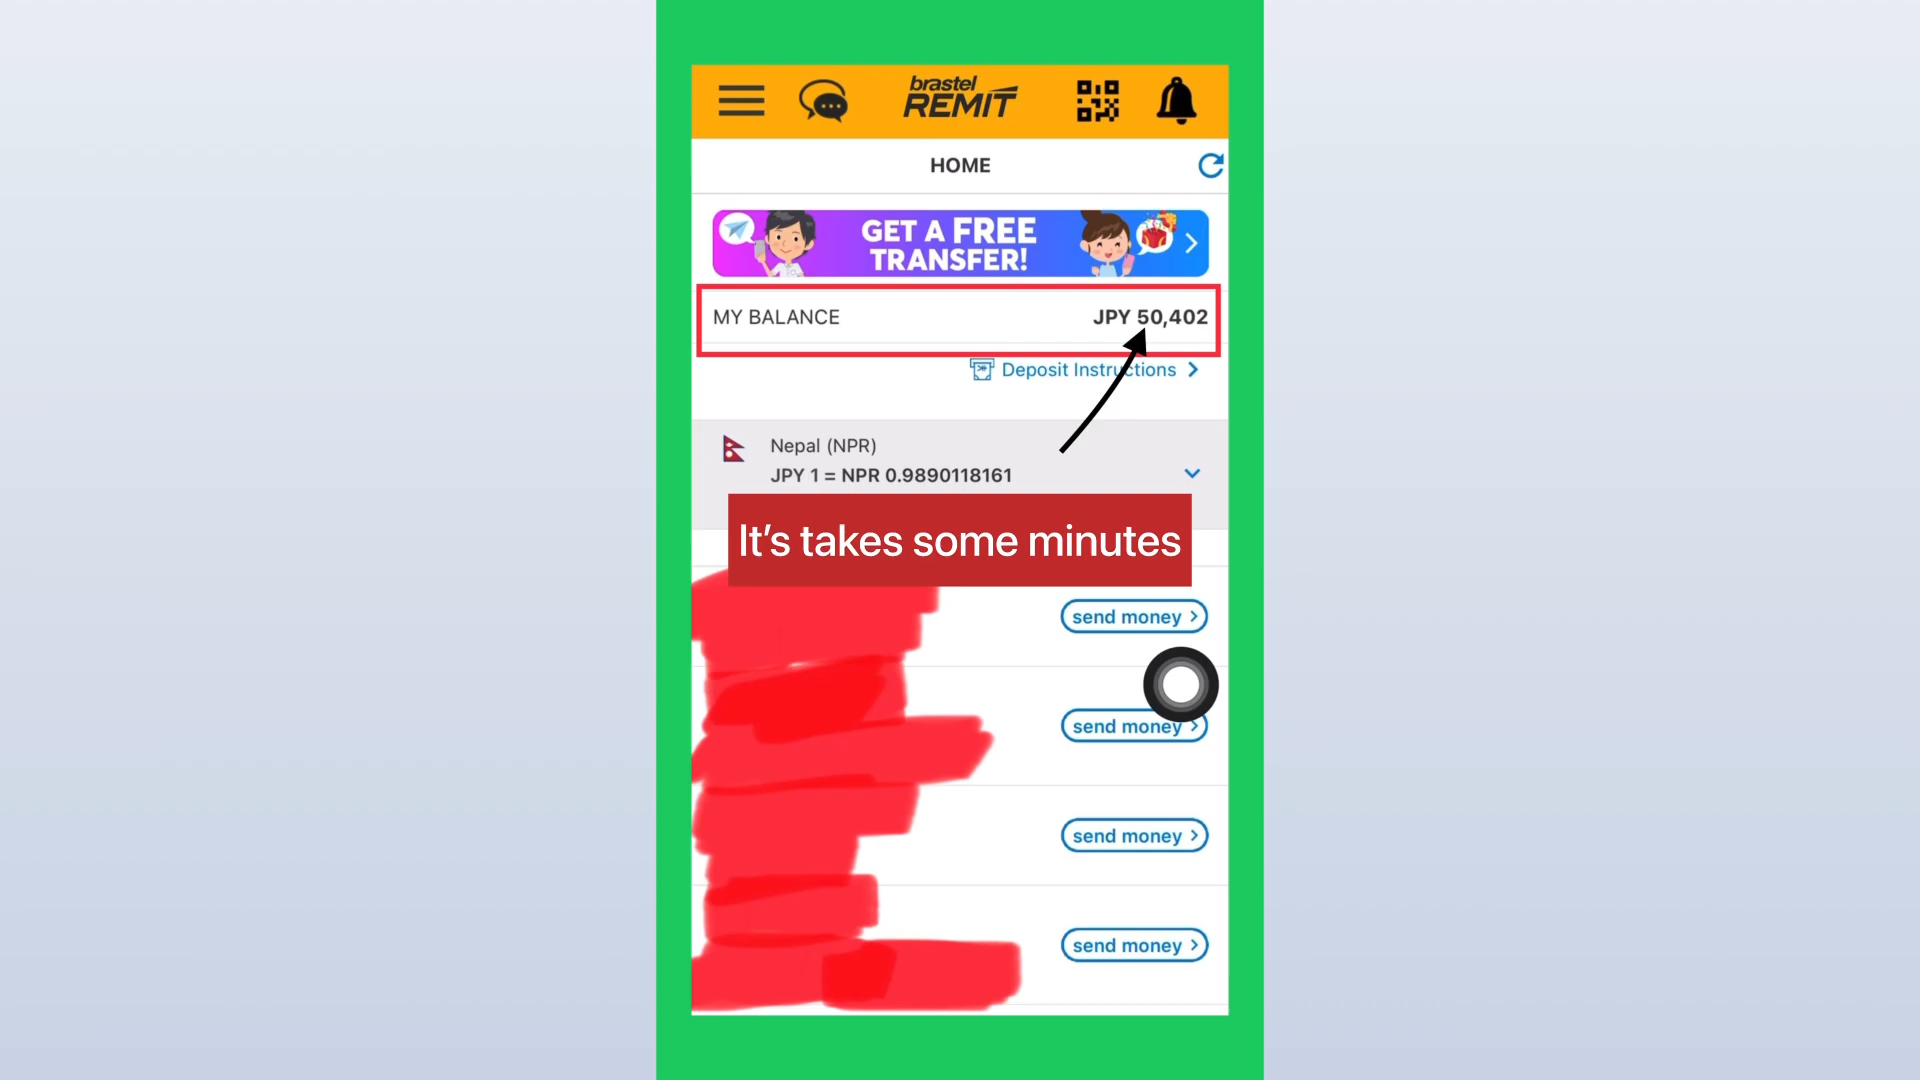 brastel
REMIT
HOME
GET A FREE
TRANSFER!
MY BALANCE JPY 50,402
Deposit Instructions
Nepal (NPR)
JPY 1 = NPR 0.9890118161
It's takes some minutes
send money
send money
send money
send money